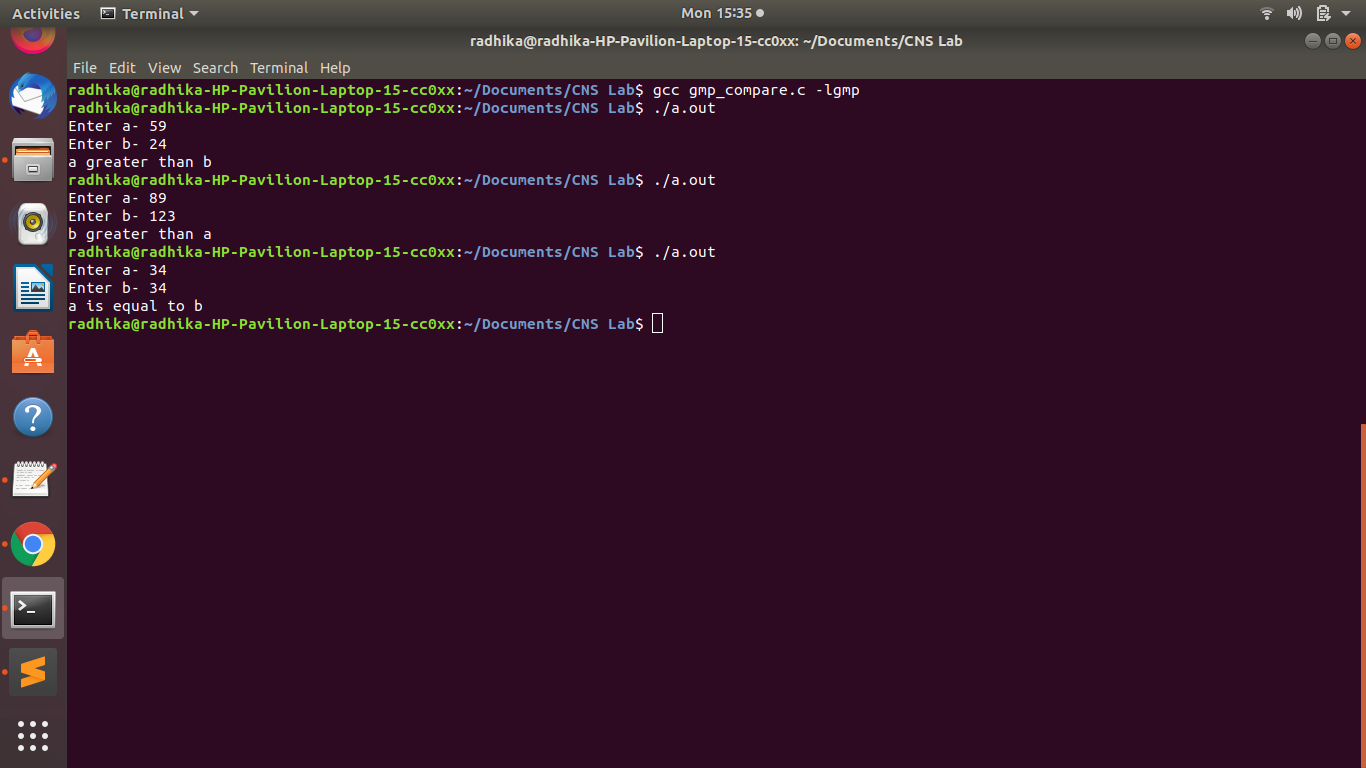 Activities Terminal Mon 15:35
radhika@radhika-HP-Pavilion-Laptop-15-cc0xx: ~/Documents/CNS Lab
File Edit View Search Terminal Help
radhika@radhika-HP-Pavilion-Laptop-15-cc0xx:~/Documents/CNS Lab$ gcc gmp_compare.c -lgmp
radhika@radhika-HP-Pavilion-Laptop-15-cc0xx:~/Documents/CNS Lab$ ./a.out
Enter a- 59
Enter b- 24
a greater than b
radhika@radhika-HP-Pavilion-Laptop-15-cc0xx:~/Documents/CNS Lab$ ./a.out
Enter a- 89
Enter b- 123
b greater than a
radhika@radhika-HP-Pavilion-Laptop-15-cc0xx:~/Documents/CNS Lab$ ./a.out
Enter a- 34
Enter b- 34
a is equal to b
radhika@radhika-HP-Pavilion-Laptop-15-cc0xx:~/Documents/CNS Lab$